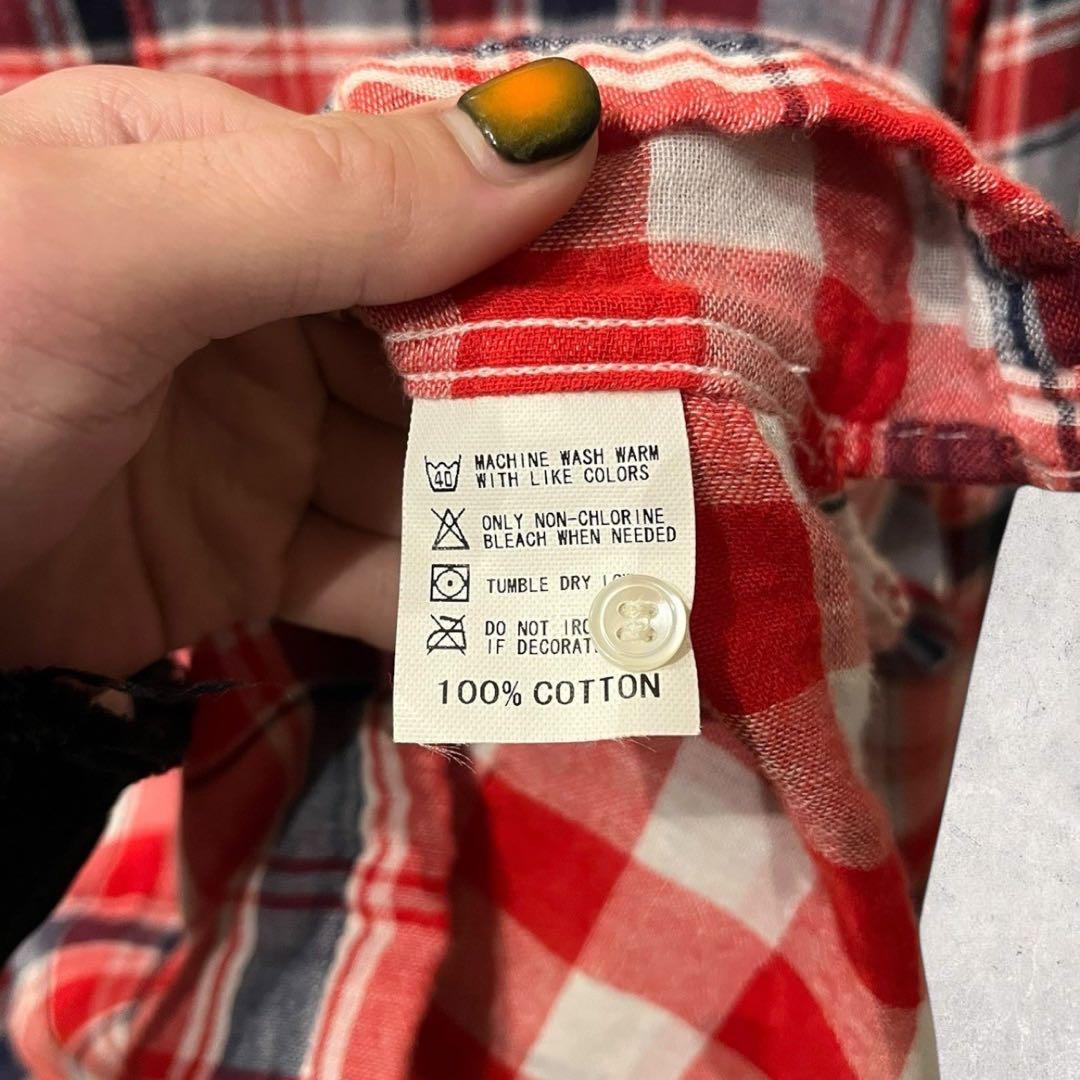 40 MACHINE WASH WARM
WITH LIKE COLORS
ONLY NON-CHLORINE
BLEACH WHEN NEEDED
TUMBLE DRY
DO NOT
IF
100% COTTON